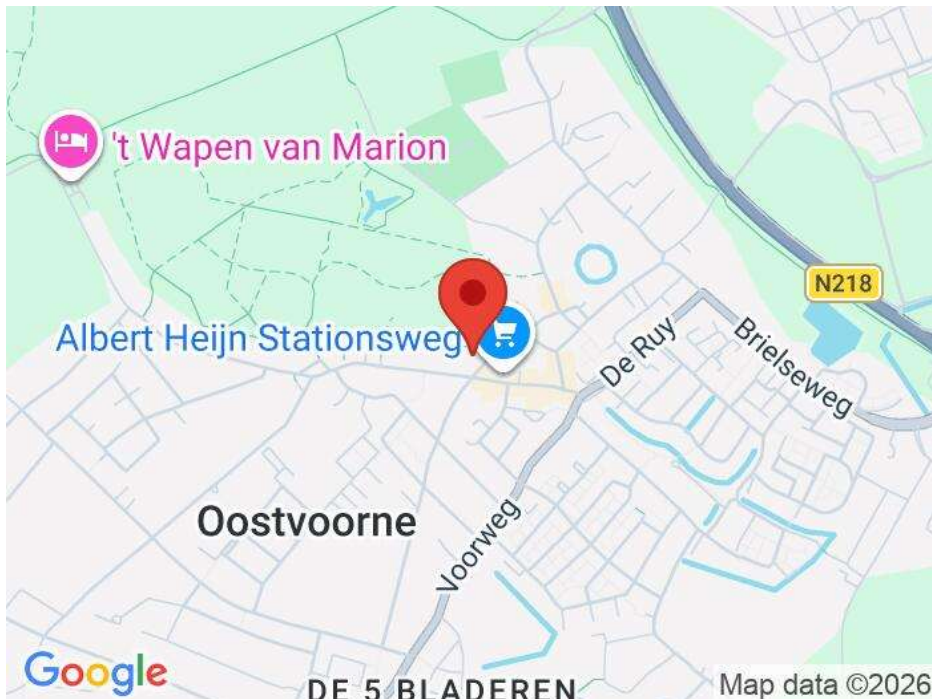 't Wapen van Marion
N218
Albert Heijn Stationsweg
De Ruy
Brielseweg
Oostvoorne
Voorweg
Google
DE 5 BLADEREN
Map data ©2026